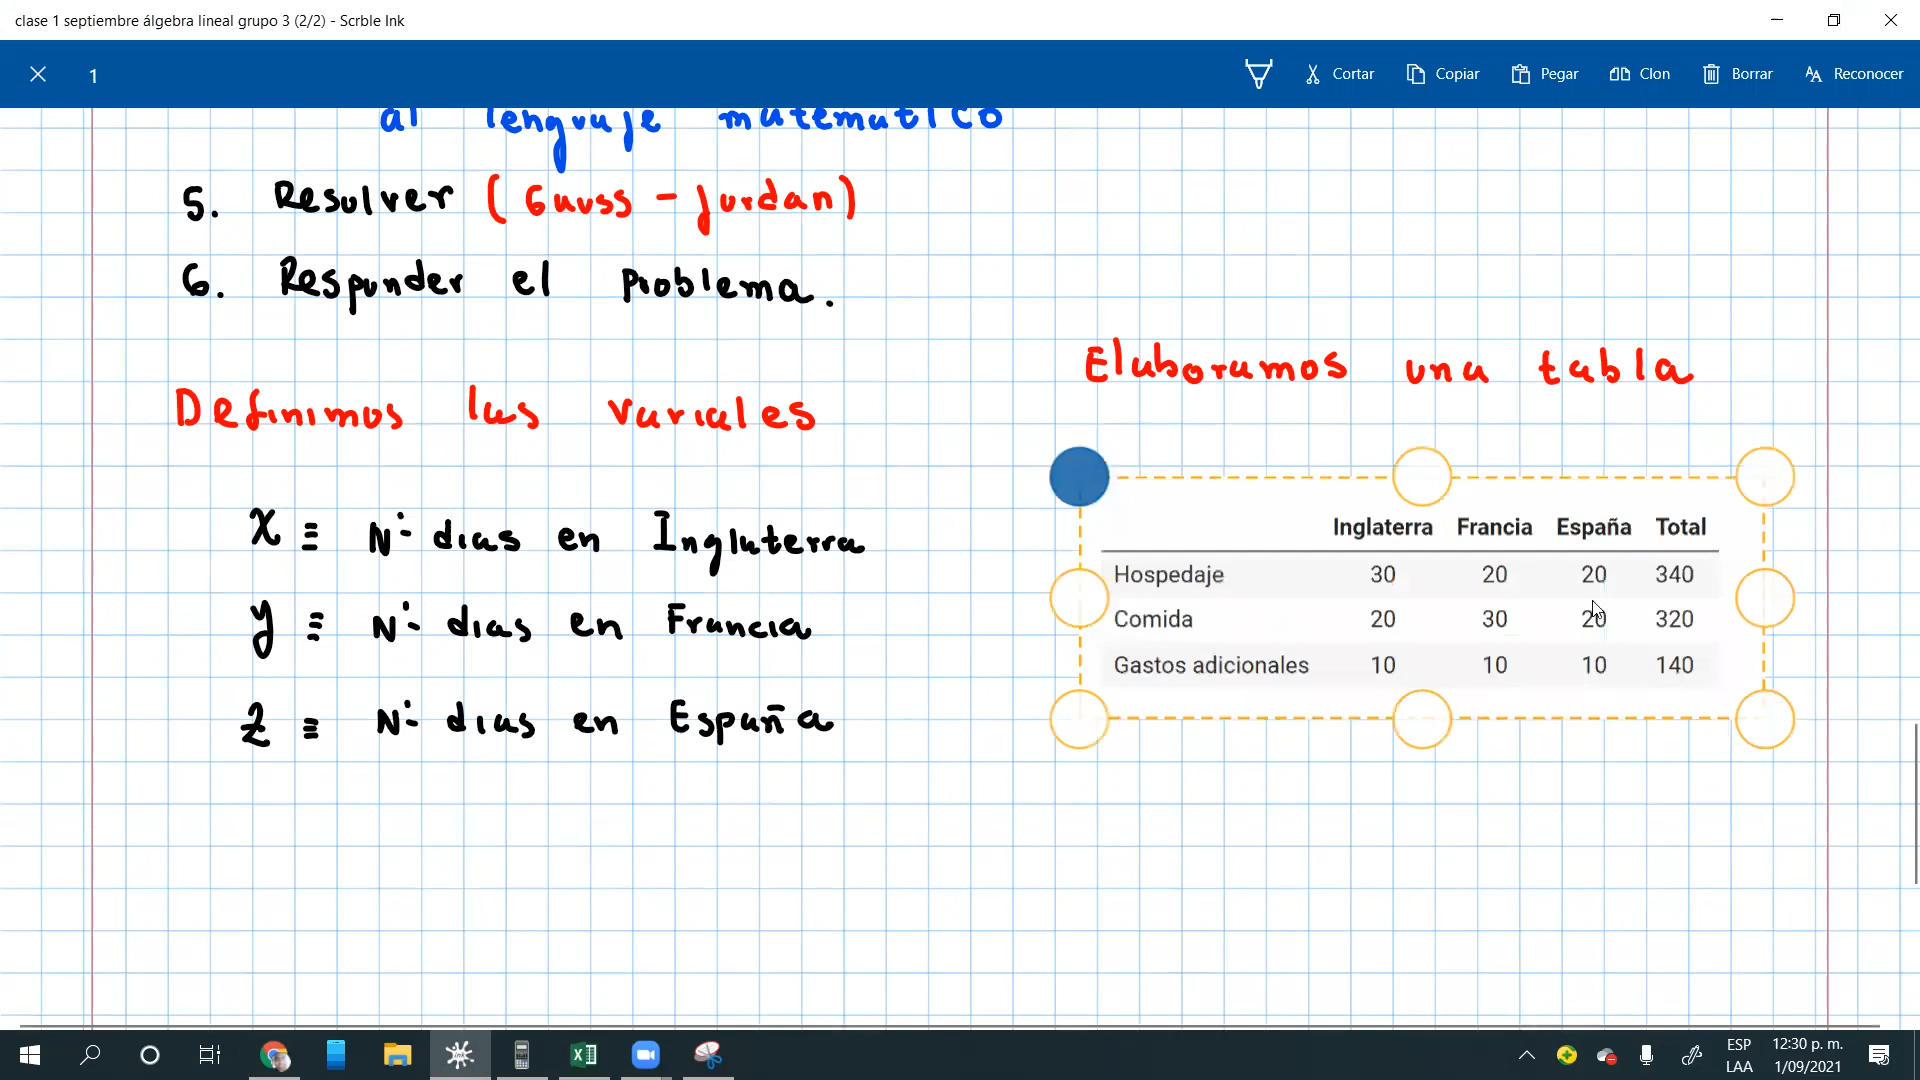 clase 1 septiembre álgebra lineal grupo 3 (2/2) - Scrble Ink
1
Cortar
Copiar
Pegar
Clon
Borrar
Reconocer
al lenguaje matematico
5. Resolver (Gauss - Jordan)
6. Responder el problema.
Definimos las variales
X ≡ N° dias en Inglaterra
y ≡ N° dias en Francia
Z ≡ N° dias en España
Elaboramos una tabla
Inglaterra Francia España Total
Hospedaje 30 20 20 340
Comida 20 30 20 320
Gastos adicionales 10 10 10 140
ESP
LAA
12:30 p. m.
1/09/2021